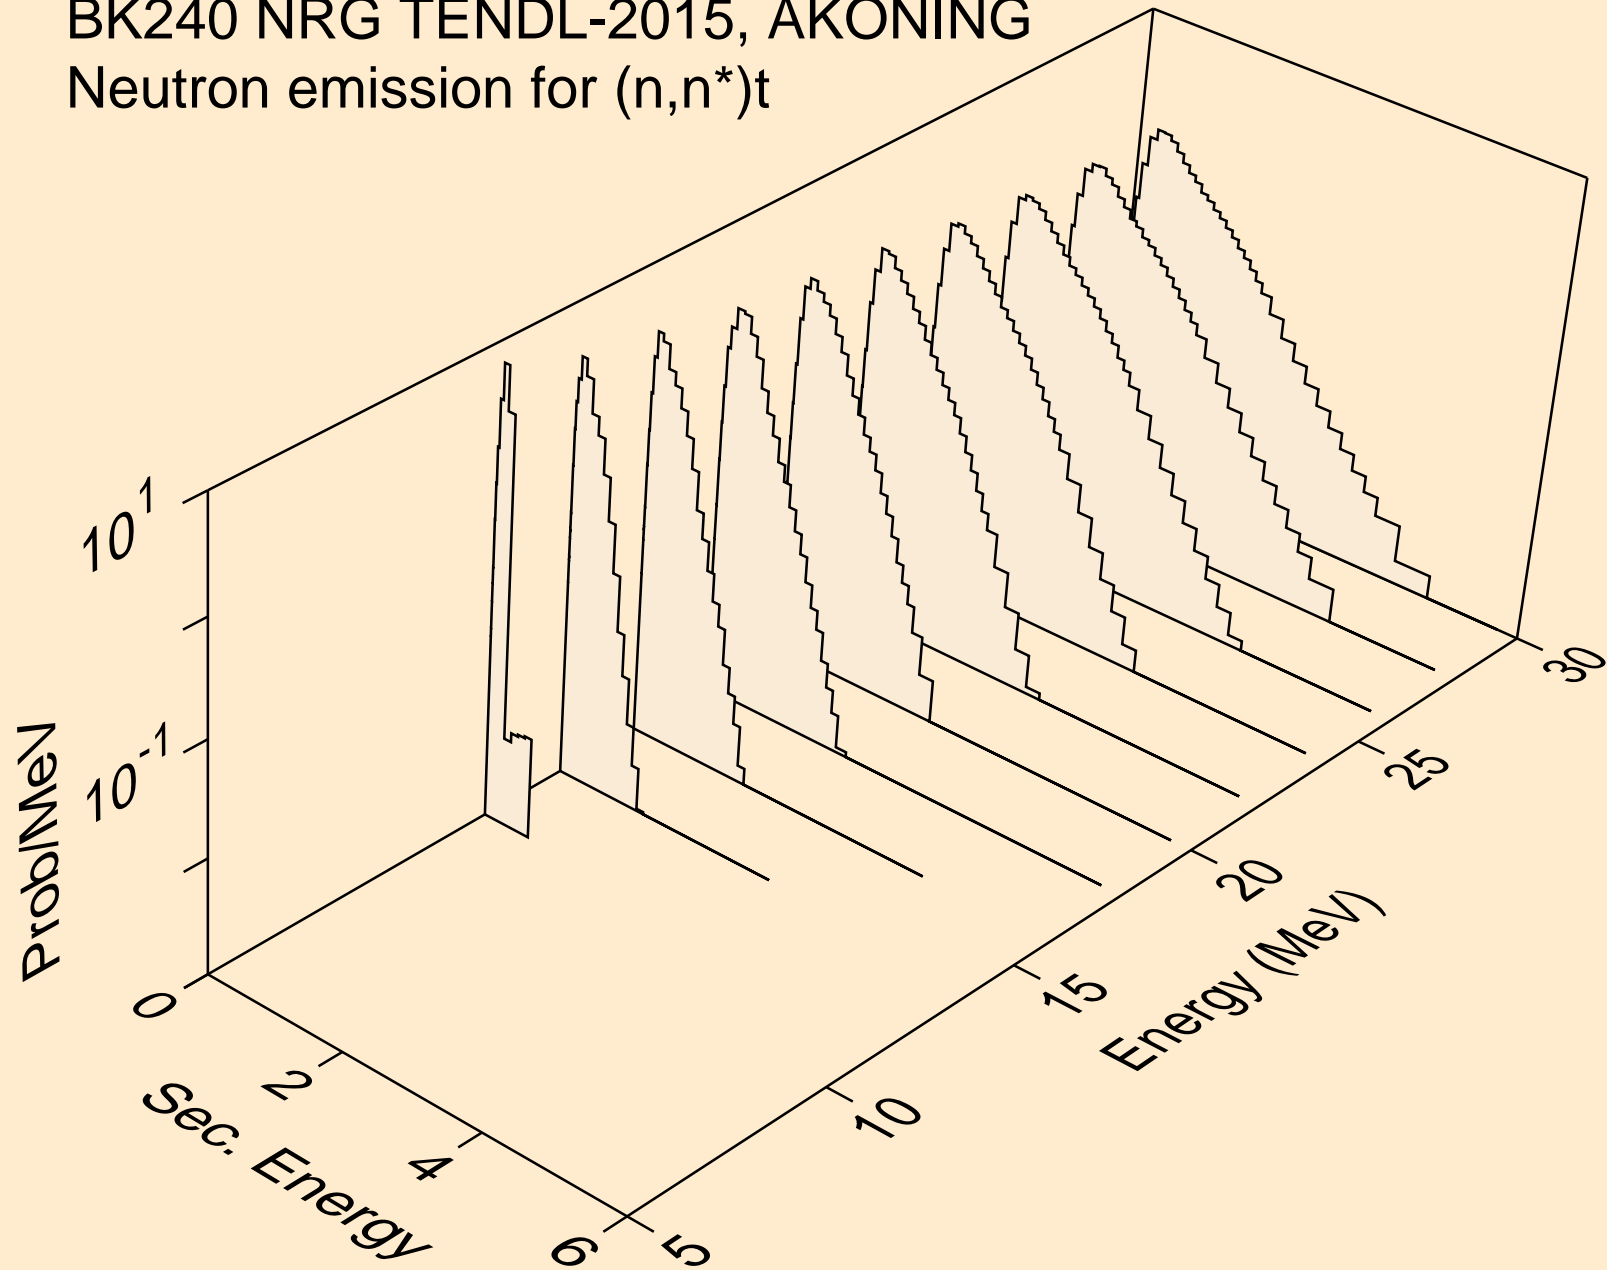 BK240 NRG TENDL-2015, AKONING
Neutron emission for (n,n*)t
10^1
10^-1
Prob/MeV
0
2
4
6
Sec. Energy
5
10
15
20
25
30
Energy (MeV)